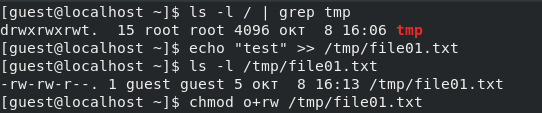 [guest@localhost ~]$ ls -l / | grep tmp
drwxrwxrwt.  15 root root 4096 окт  8 16:06 tmp
[guest@localhost ~]$ echo "test" >> /tmp/file01.txt
[guest@localhost ~]$ ls -l /tmp/file01.txt
-rw-rw-r--. 1 guest guest 5 окт  8 16:13 /tmp/file01.txt
[guest@localhost ~]$ chmod o+rw /tmp/file01.txt